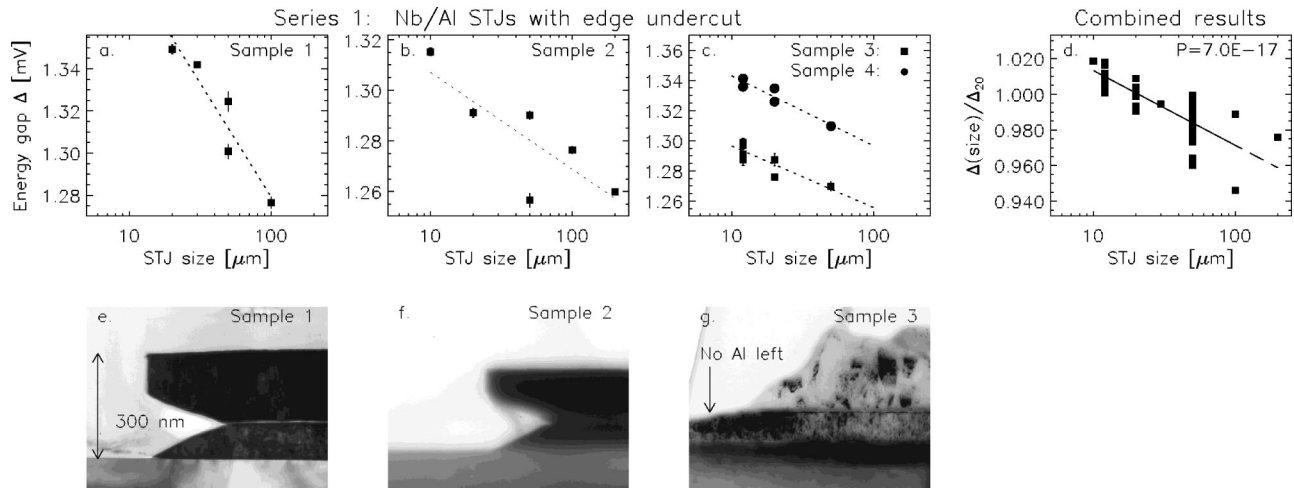 Series 1: Nb/Al STJs with edge undercut
Combined results
Energy gap Δ [mV]
a. Sample 1
1.34
1.32
1.30
1.28
10 100
STJ size [μm]
b. Sample 2
1.32
1.30
1.28
1.26
10 100
STJ size [μm]
c. Sample 3:
Sample 4:
1.36
1.34
1.32
1.30
1.28
1.26
10 100
STJ size [μm]
Δ(size)/Δ20
d. P=7.0E-17
1.020
1.000
0.980
0.960
0.940
10 100
STJ size [μm]
e. Sample 1
300 nm
f. Sample 2
g. Sample 3
No Al left